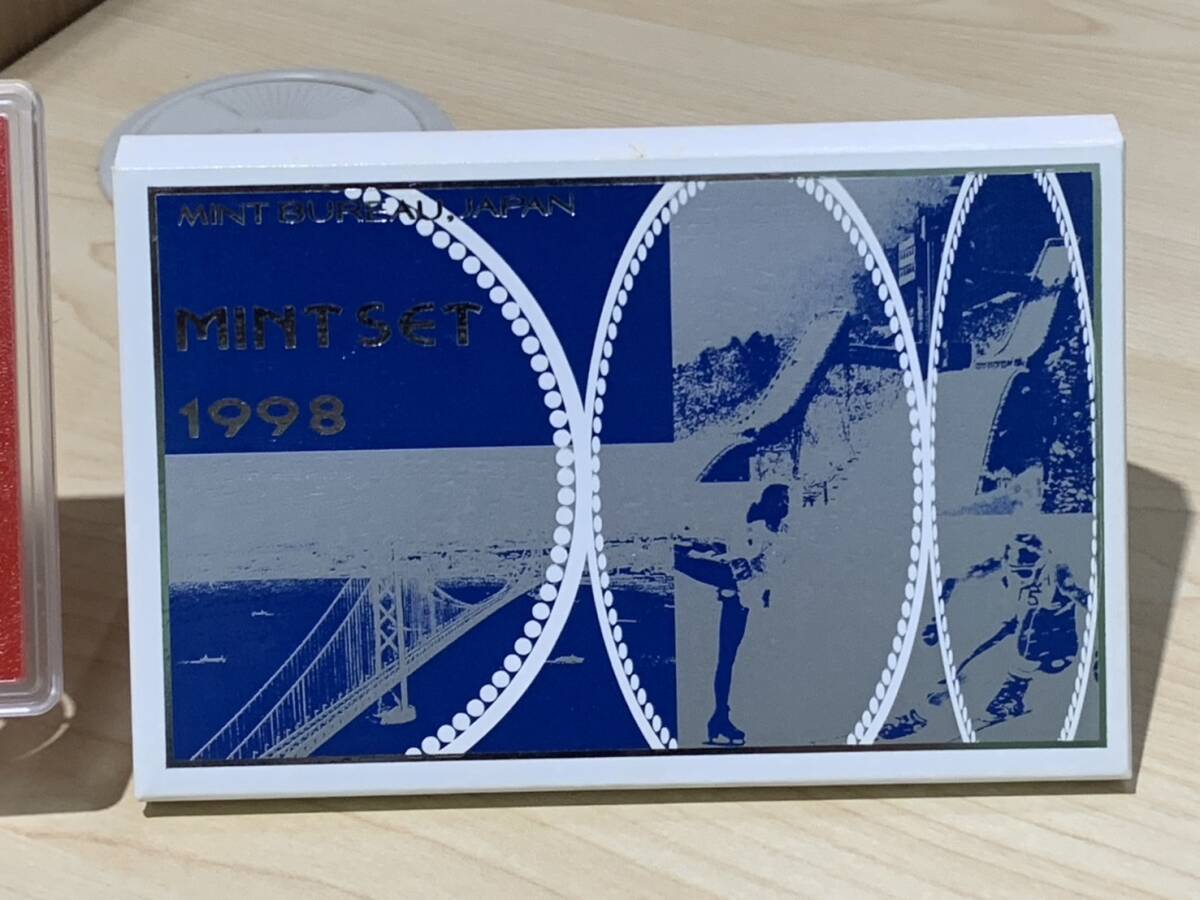 MINT BUREAU, JAPAN
MINT SET
1998